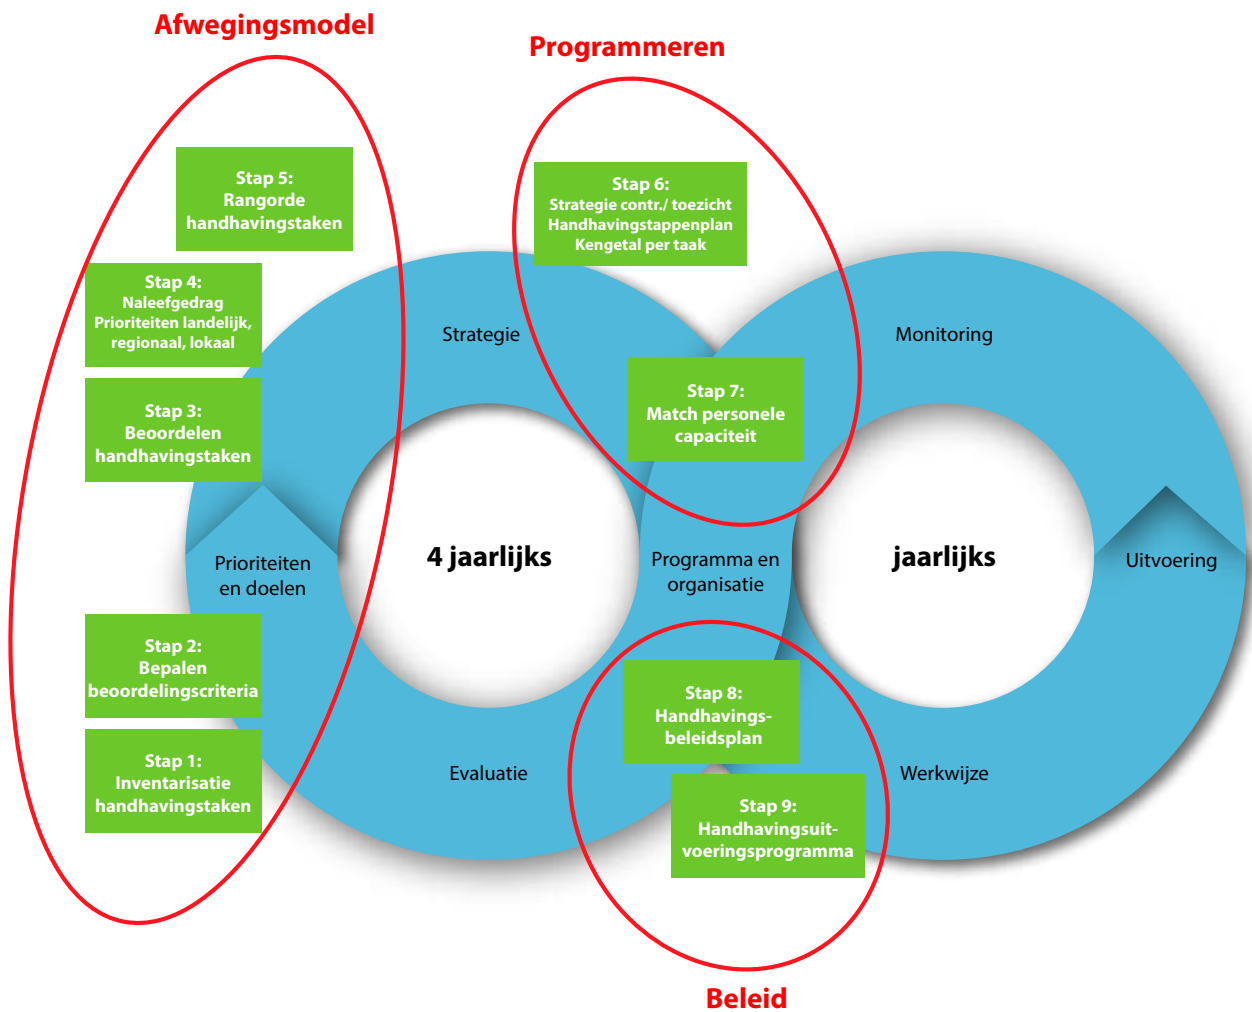 Afwegingsmodel
Programmeren
Stap 5:
Rangorde
handhavingstaken
Stap 6:
Strategie contr./ toezicht
Handhavingstappenplan
Kengetal per taak
Stap 4:
Naleefgedrag
Prioriteiten landelijk,
regionaal, lokaal
Strategie
Monitoring
Stap 3:
Beoordelen
handhavingstaken
Stap 7:
Match personele
capaciteit
Prioriteiten
en doelen
4 jaarlijks
Programma en
organisatie
jaarlijks
Uitvoering
Stap 2:
Bepalen
beoordelingscriteria
Stap 8:
Handhavings-
beleidsplan
Stap 1:
Inventarisatie
handhavingstaken
Evaluatie
Werkwijze
Stap 9:
Handhavingsuit-
voeringsprogramma
Beleid